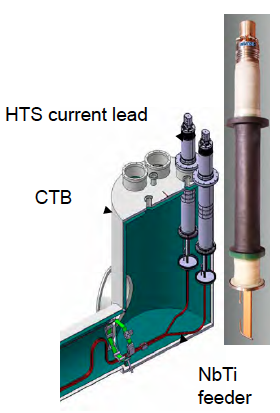 HTS current lead
CTB
NbTi
feeder